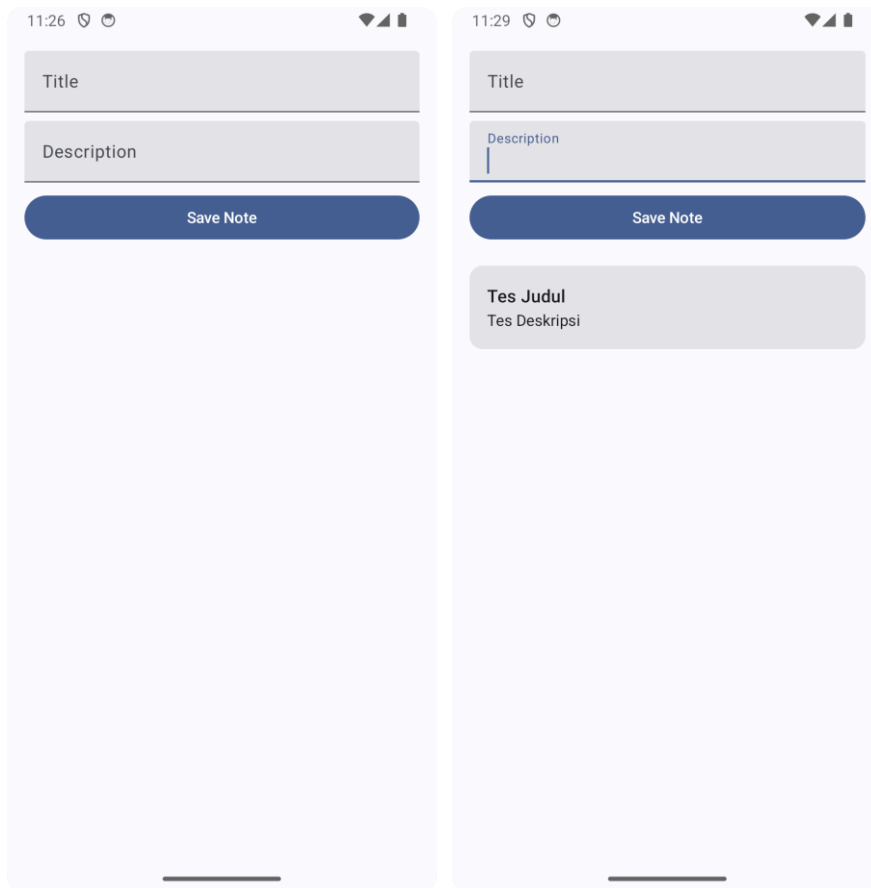 11:26
Title
Description
Save Note
11:29
Title
Description
Save Note
Tes Judul
Tes Deskripsi